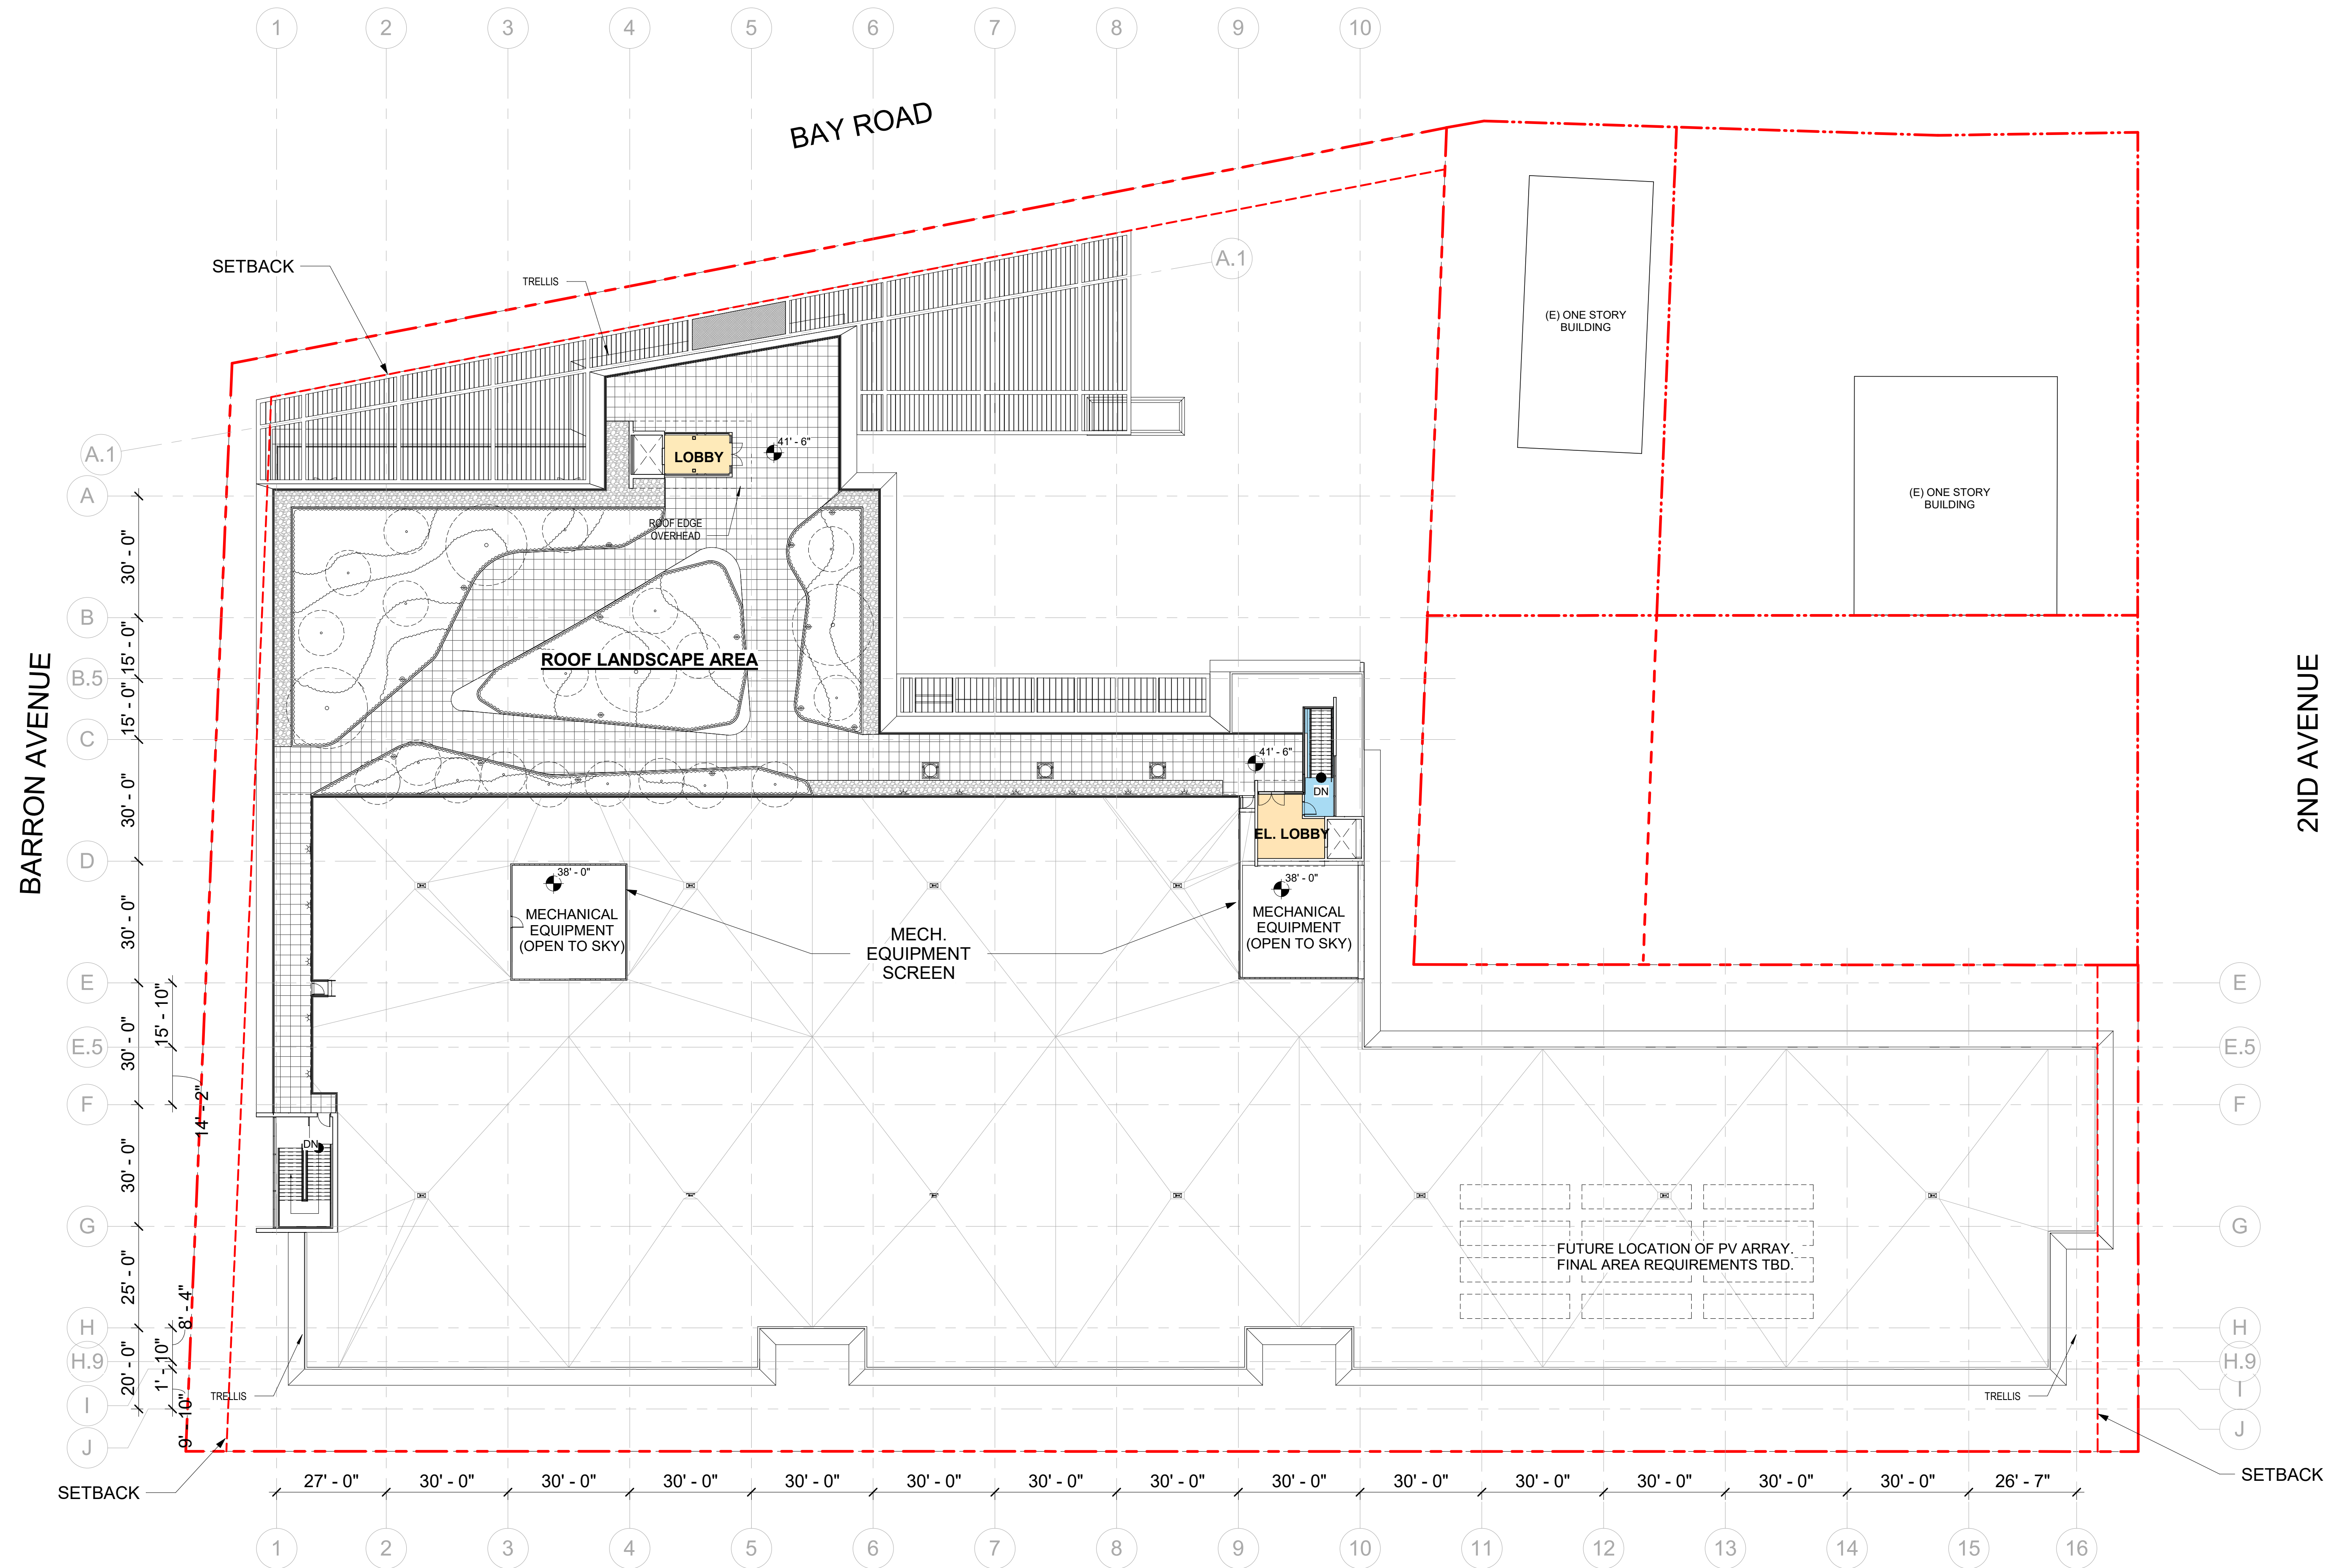 1 2 3 4 5 6 7 8 9 10
BAY ROAD
SETBACK
TRELLIS
A.1
(E) ONE STORY
BUILDING
A.1
LOBBY
41' - 6"
A
(E) ONE STORY
BUILDING
ROOF EDGE
OVERHEAD
30' - 0"
B
15' - 0"
ROOF LANDSCAPE AREA
B.5
15' - 0"
C
BARRON AVENUE
2ND AVENUE
41' - 6"
DN
30' - 0"
EL. LOBBY
D
38' - 0"
MECHANICAL
EQUIPMENT
(OPEN TO SKY)
38' - 0"
MECHANICAL
EQUIPMENT
(OPEN TO SKY)
MECH.
EQUIPMENT
SCREEN
30' - 0"
E
E
15' - 10"
30' - 0"
E.5
E.5
14' - 2"
F
F
DN
30' - 0"
G
G
FUTURE LOCATION OF PV ARRAY.
FINAL AREA REQUIREMENTS TBD.
25' - 0"
8' - 4"
H
H
20' - 0"
H.9
H.9
1' - 10"
TRELLIS
TRELLIS
I
I
9' - 10"
J
J
SETBACK
SETBACK
27' - 0" 30' - 0" 30' - 0" 30' - 0" 30' - 0" 30' - 0" 30' - 0" 30' - 0" 30' - 0" 30' - 0" 30' - 0" 30' - 0" 30' - 0" 30' - 0" 26' - 7"
1 2 3 4 5 6 7 8 9 10 11 12 13 14 15 16